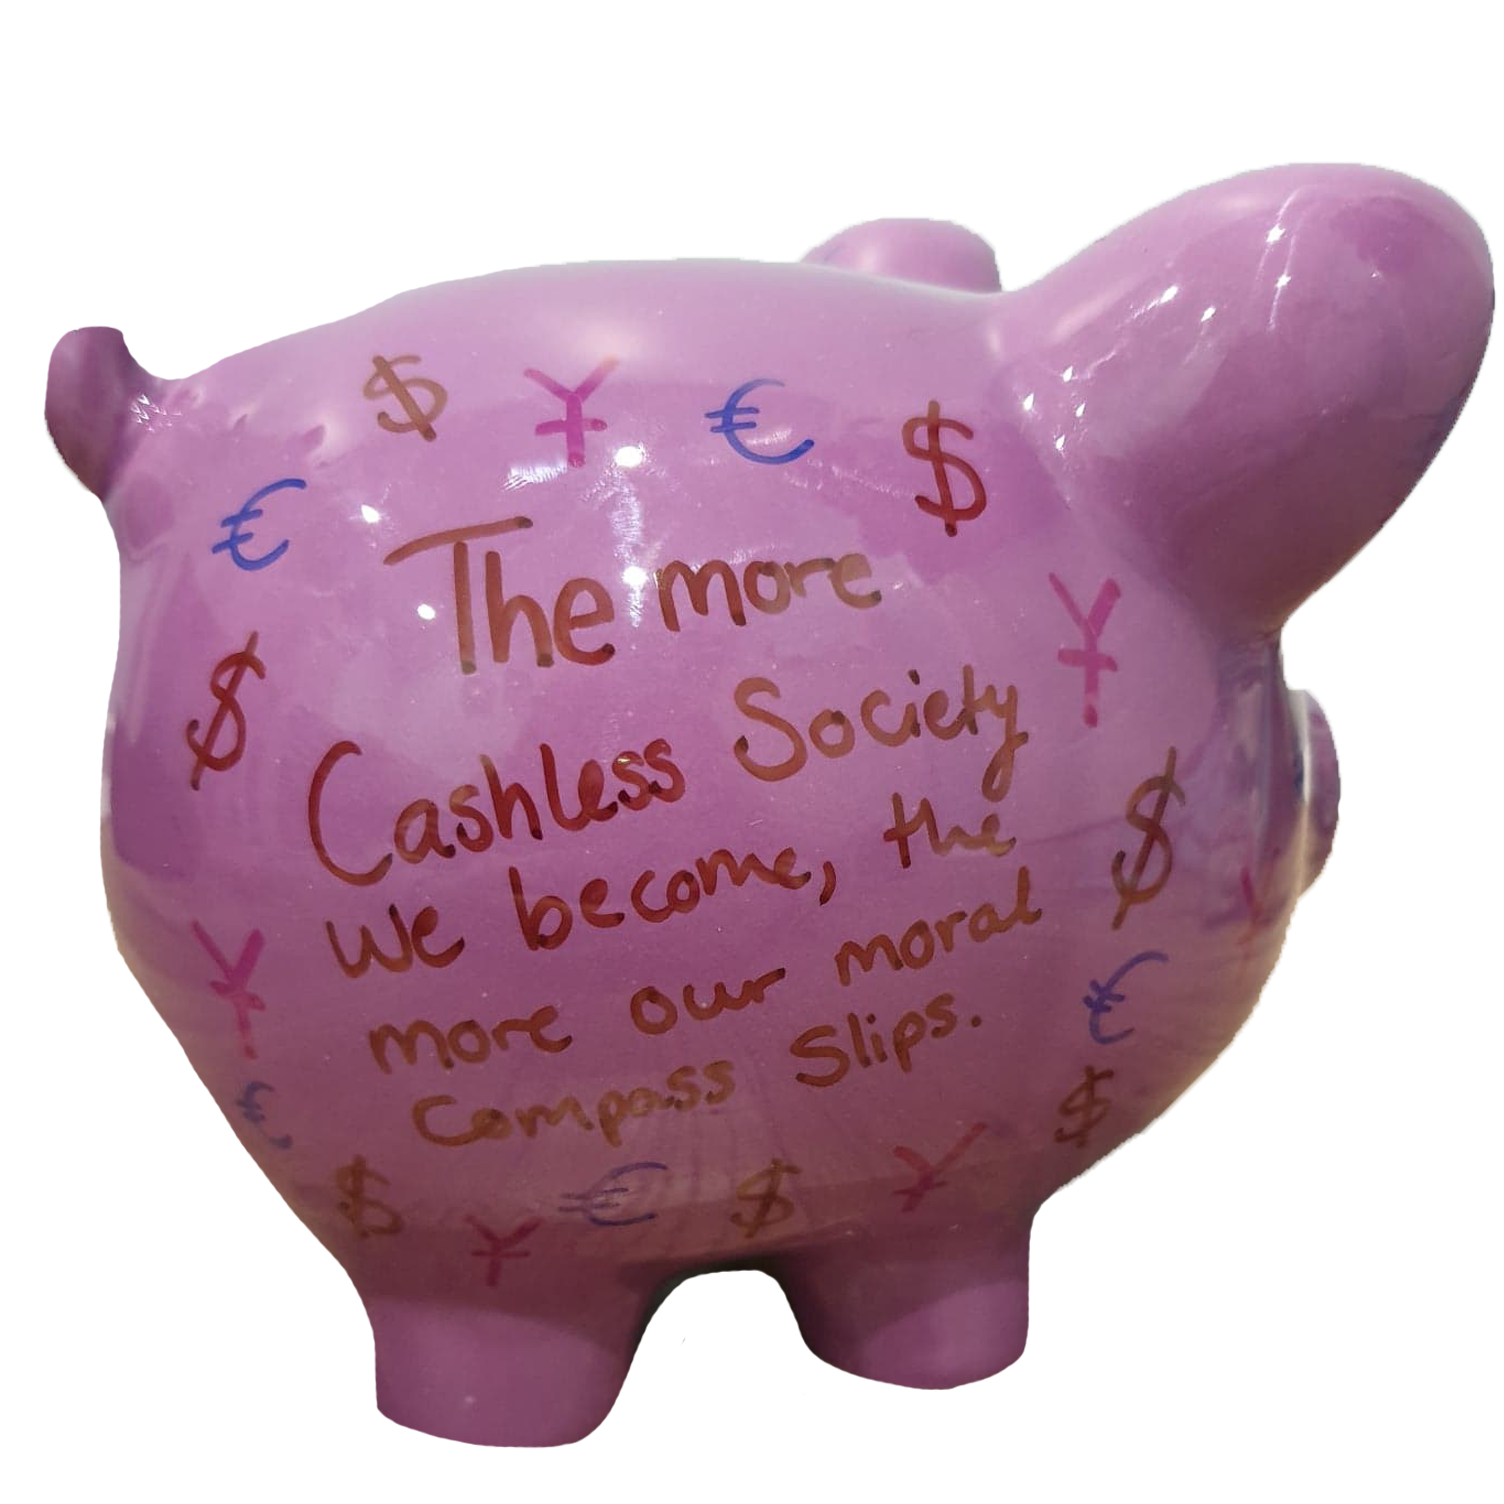 $ ¥ € $
€
The more
$ ¥
Cashless Society
We become, the
$
more our moral
¥ €
Compass Slips.
€ $
$ ¥ € $ ¥
¥